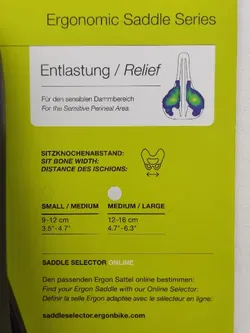 Ergonomic Saddle Series
Entlastung / Relief
Für den sensiblen Dammbereich
For the Sensitive Perineal Area
SITZKNOCHENABSTAND:
SIT BONE WIDTH:
DISTANCE DES ISCHIONS:
SMALL / MEDIUM MEDIUM / LARGE
9-12 cm 12-16 cm
3.5"-4.7" 4.7"-6.3"
SADDLE SELECTOR ONLINE
Den passenden Ergon Sattel online bestimmen:
Find your Ergon Saddle with our Online Selector:
Définir la selle Ergon adaptée avec le sélecteur en ligne:
saddleselector.ergonbike.com